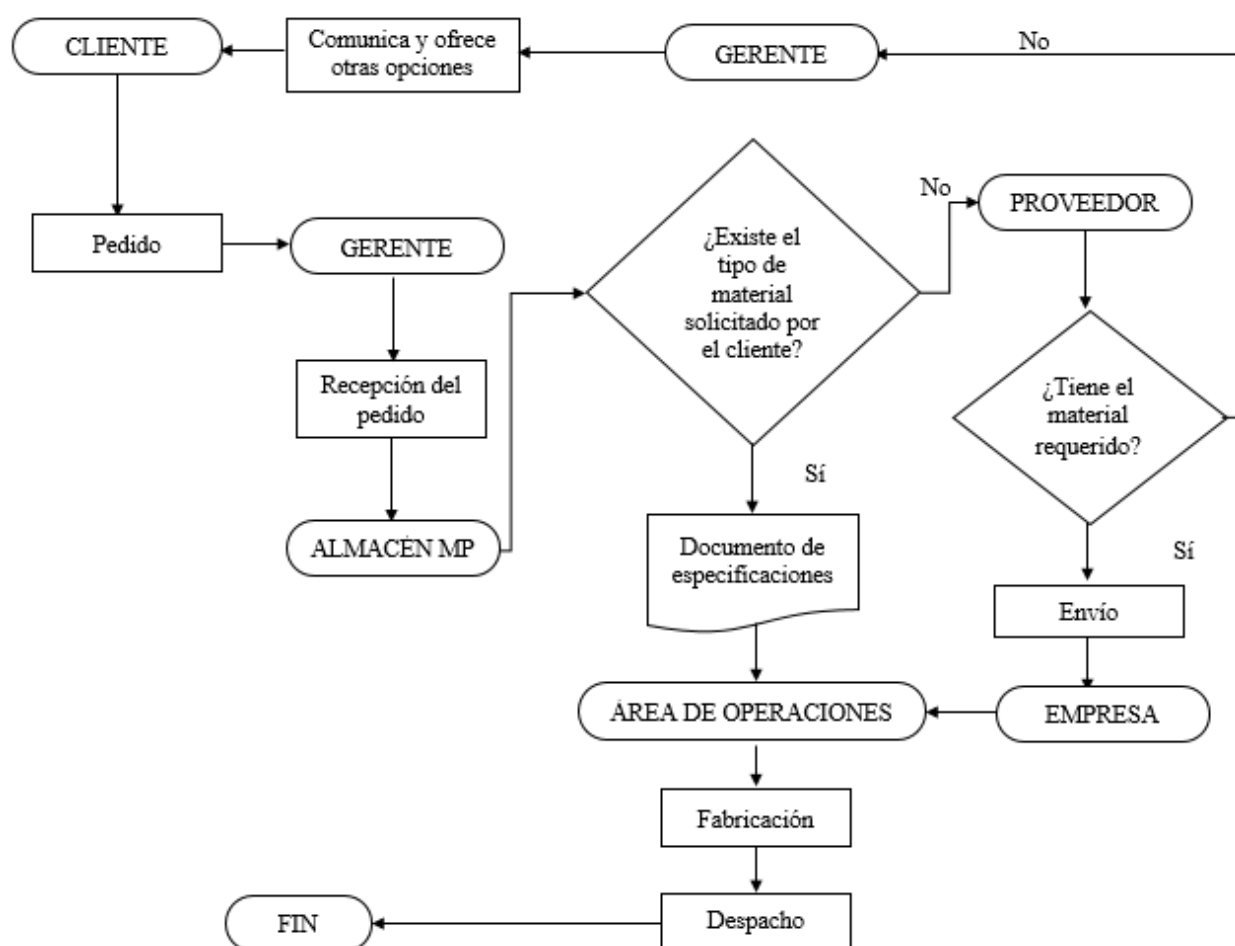 CLIENTE
Comunica y ofrece
otras opciones
GERENTE
No
Pedido
GERENTE
¿Existe el
tipo de
material
solicitado por
el cliente?
No
PROVEEDOR
Recepción del
pedido
¿Tiene el
material
requerido?
ALMACÉN MP
Sí
Documento de
especificaciones
Sí
Envío
ÁREA DE OPERACIONES
EMPRESA
Fabricación
FIN
Despacho